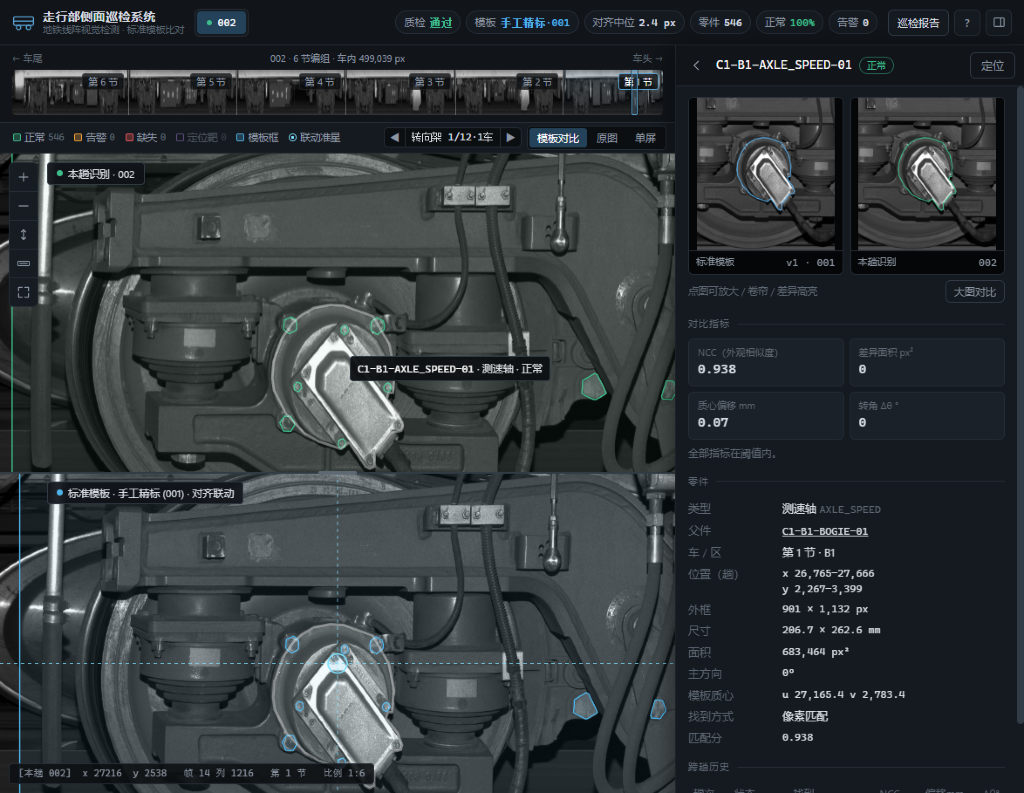 走行部侧面巡检系统
地铁线阵视觉检测 · 标准模板比对
002
质检 通过
模板 手工精标·001
对齐中位 2.4 px
零件 546
正常 100%
告警 0
巡检报告
?
← 车尾
002 · 6 节编组 · 车内 499,039 px
车头 →
第 6 节
第 5 节
第 4 节
第 3 节
第 2 节
第 1 节
正常 546
告警 0
缺失 0
定位靶 0
模板框
联动准星
◀ 转向架 1/12·1车 ▶
模板对比
原图
单屏
本趟识别 · 002
C1-B1-AXLE_SPEED-01 · 测速轴 · 正常
标准模板 · 手工精标 (001) · 对齐联动
[本趟 002] x 27216 y 2538 帧 14 列 1216 第 1 节 比例 1:6
C1-B1-AXLE_SPEED-01 正常
定位
标准模板 v1 · 001
本趟识别 002
点图可放大 / 卷帘 / 差异高亮
大图对比
对比指标
NCC (外观相似度)
0.938
差异面积 px²
0
质心偏移 mm
0.07
转角 Δθ °
0
全部指标在阈值内。
零件
类型 测速轴 AXLE_SPEED
父件 C1-B1-BOGIE-01
车 / 区 第 1 节 · B1
位置 (趟) x 26,765–27,666
y 2,267–3,399
外框 901 × 1,132 px
尺寸 206.7 × 262.6 mm
面积 683,464 px²
主方向 0°
模板质心 u 27,165.4 v 2,783.4
找到方式 像素匹配
匹配分 0.938
跨趟历史